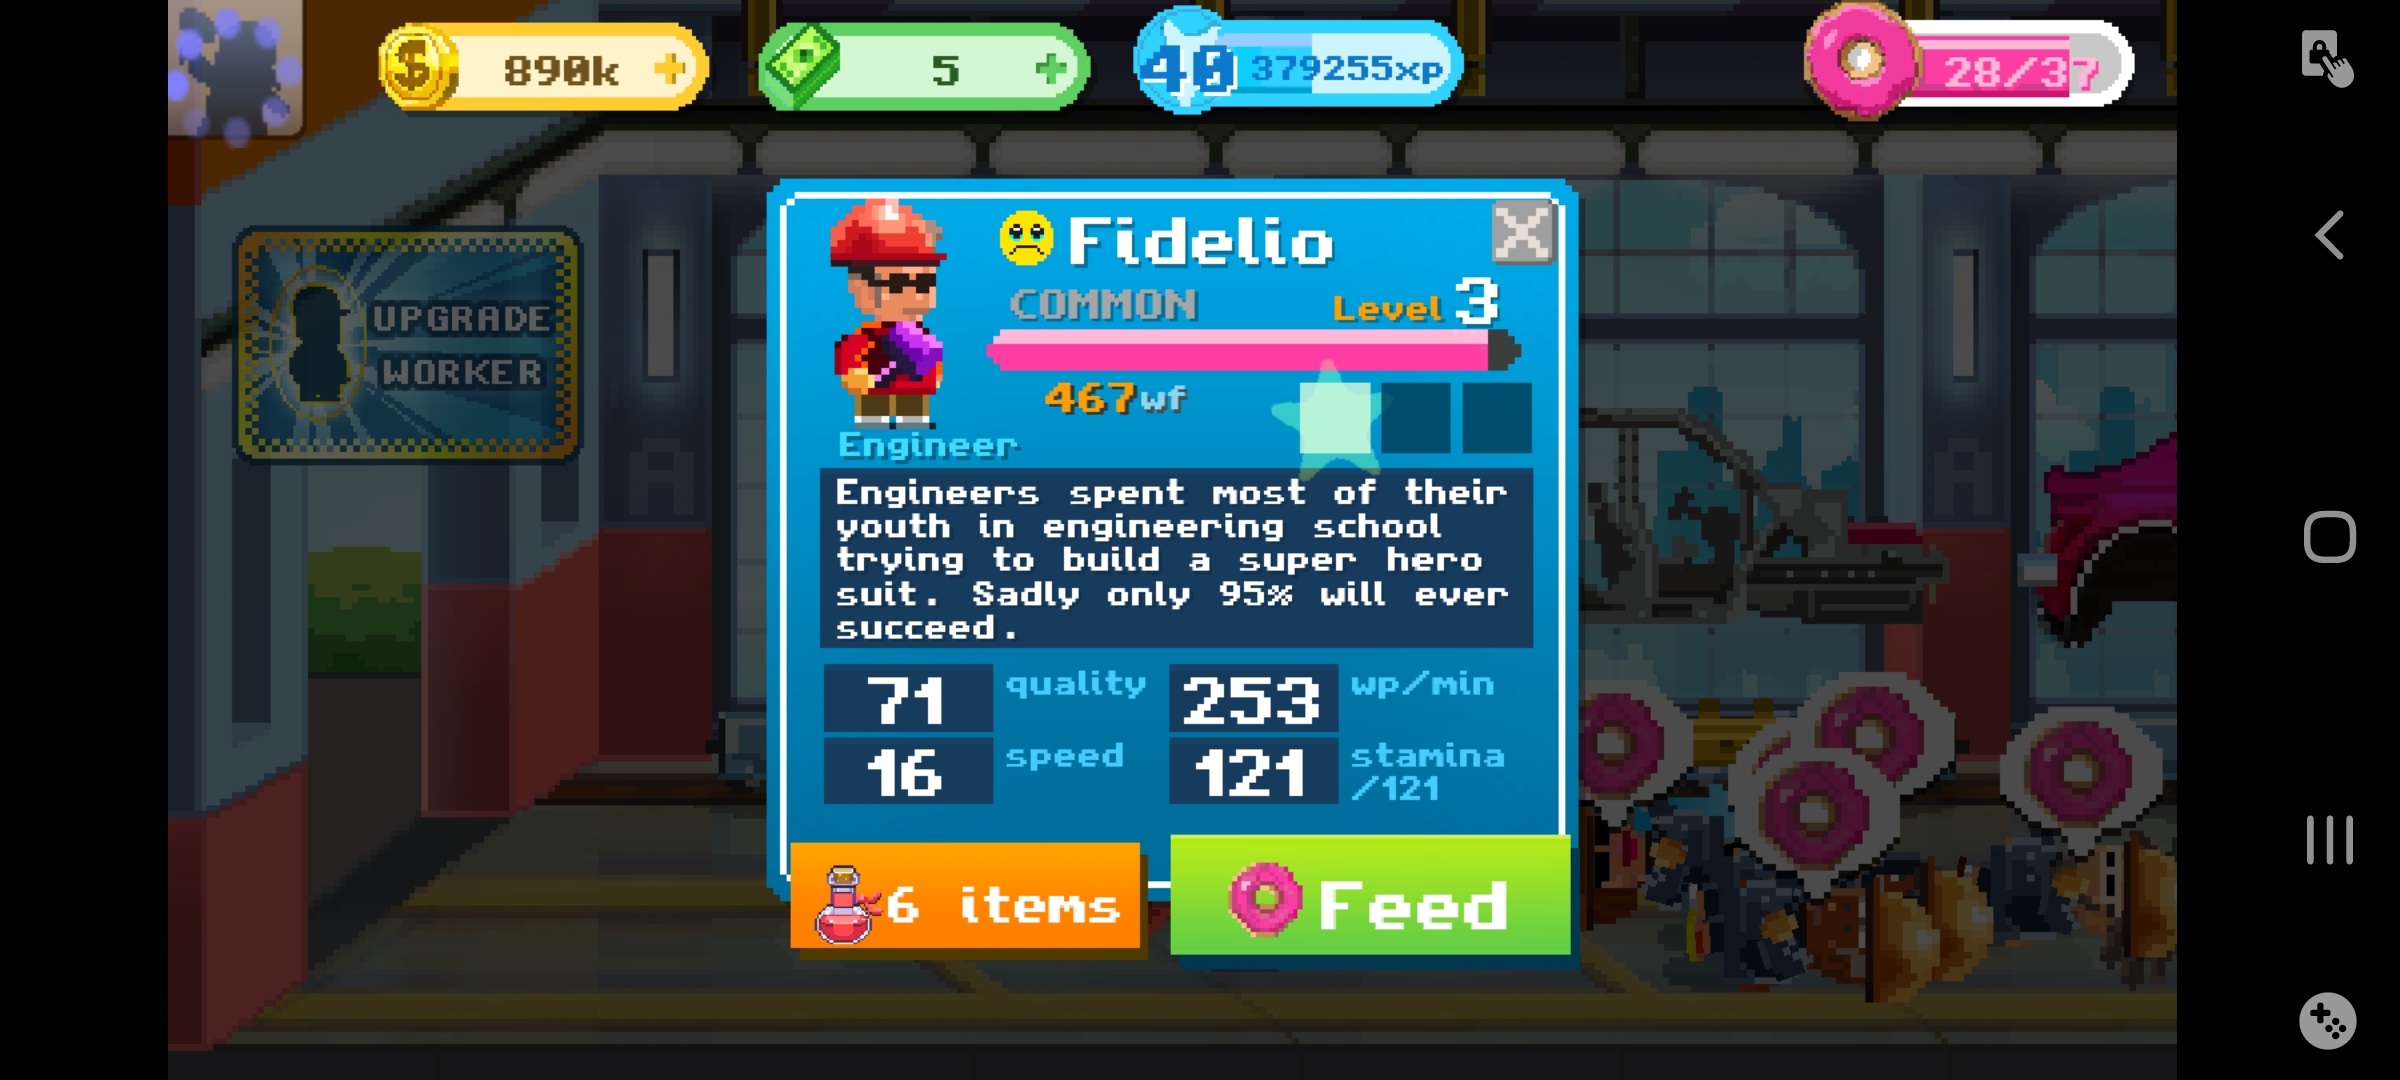 890k
5
40
379255xp
28/37
UPGRADE
WORKER
Fidelio
COMMON
Level 3
467wf
Engineer
Engineers spent most of their
youth in engineering school
trying to build a super hero
suit. Sadly only 95% will ever
succeed.
71 quality
253 wp/min
16 speed
121 stamina
/121
6 items
Feed